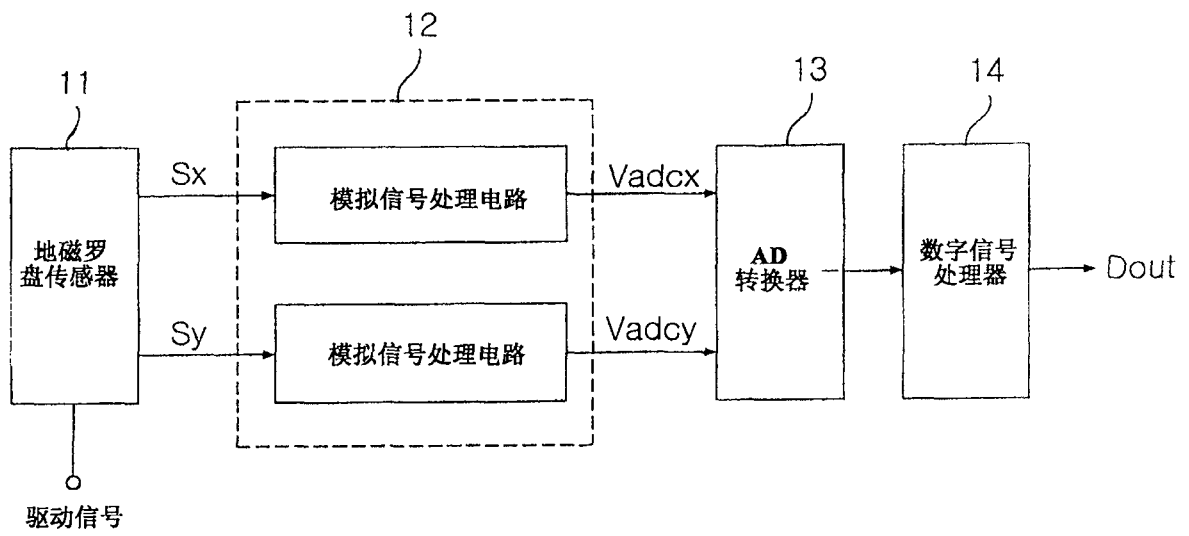 12
13
14
11
Sx
模拟信号处理电路
Vadcx
地磁罗
盘传感器
AD
转换器
数字信号
处理器
Dout
Sy
模拟信号处理电路
Vadcy
驱动信号